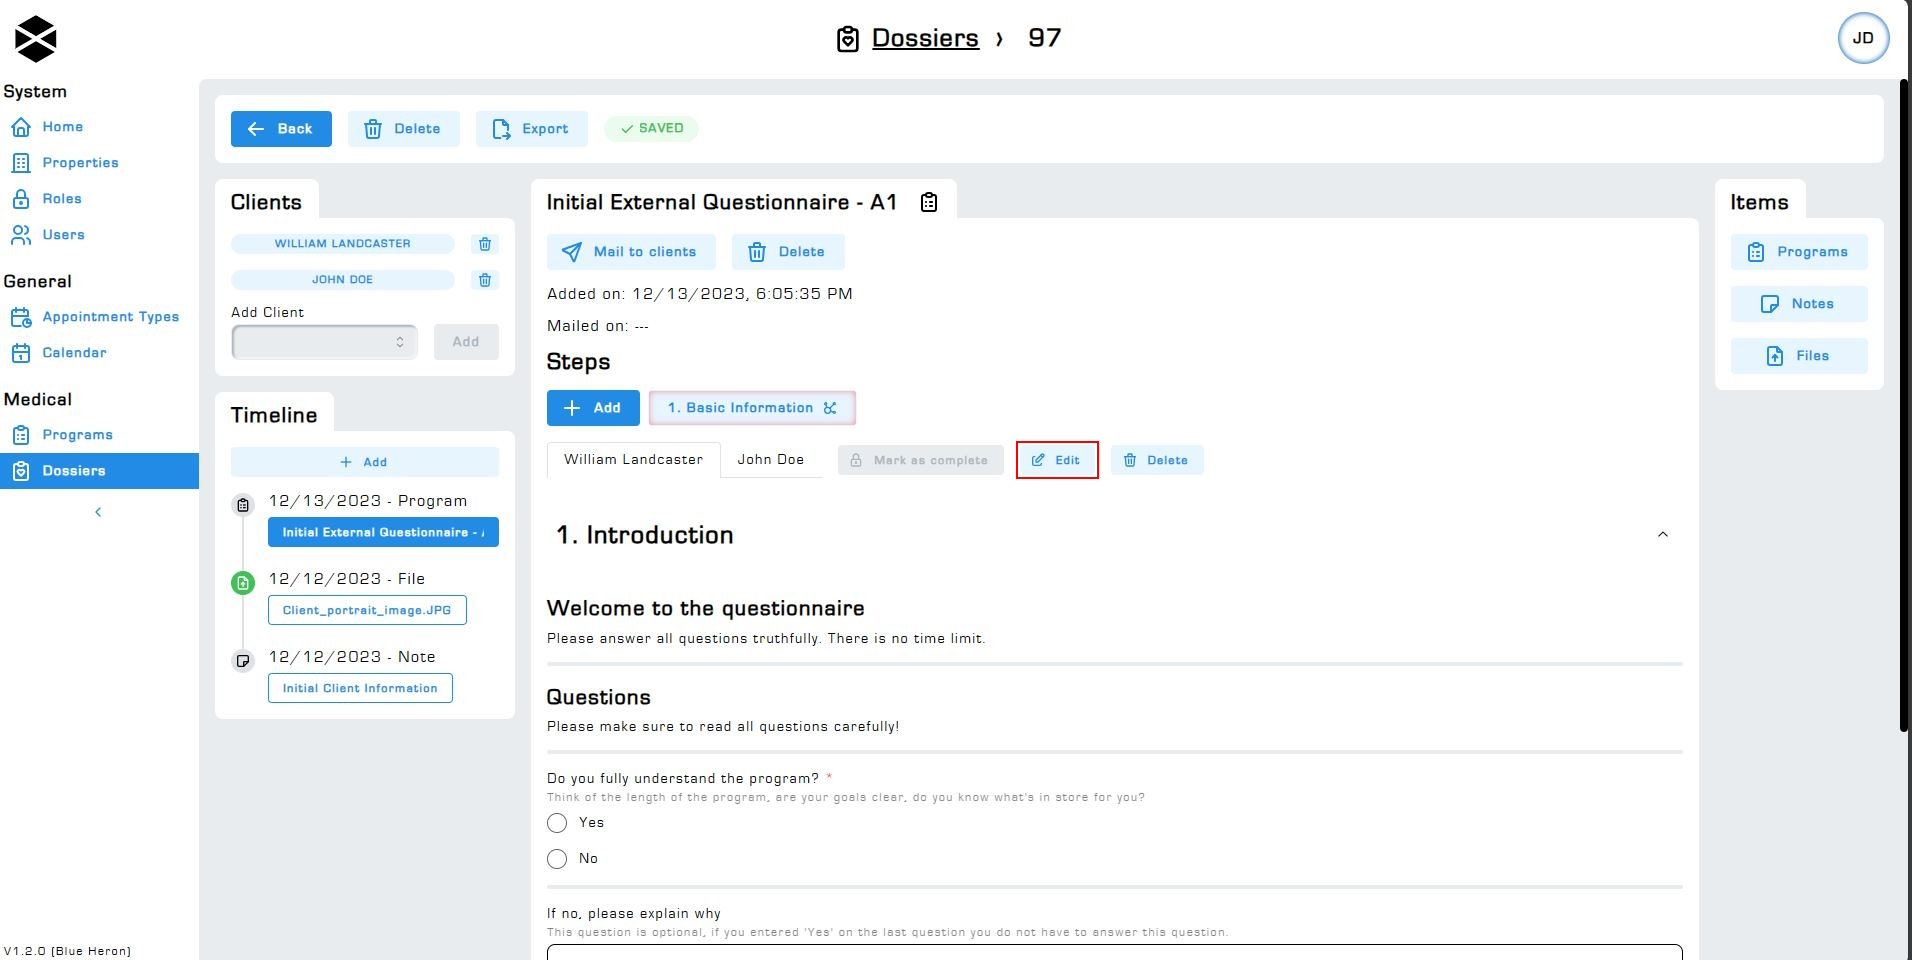 Dossiers › 97
JD
System
Home
Properties
Roles
Users
General
Appointment Types
Calendar
Medical
Programs
Dossiers
V1.2.0 (Blue Heron)
Back
Delete
Export
SAVED
Clients
WILLIAM LANDCASTER
JOHN DOE
Add Client
Add
Timeline
Add
12/13/2023 - Program
Initial External Questionnaire -
12/12/2023 - File
Client_portrait_image.JPG
12/12/2023 - Note
Initial Client Information
Initial External Questionnaire - A1
Mail to clients
Delete
Added on: 12/13/2023, 6:05:35 PM
Mailed on: ---
Steps
Add
1. Basic Information
William Landcaster
John Doe
Mark as complete
Edit
Delete
1. Introduction
Welcome to the questionnaire
Please answer all questions truthfully. There is no time limit.
Questions
Please make sure to read all questions carefully!
Do you fully understand the program? *
Think of the length of the program, are your goals clear, do you know what's in store for you?
Yes
No
If no, please explain why
This question is optional, if you entered 'Yes' on the last question you do not have to answer this question.
Items
Programs
Notes
Files